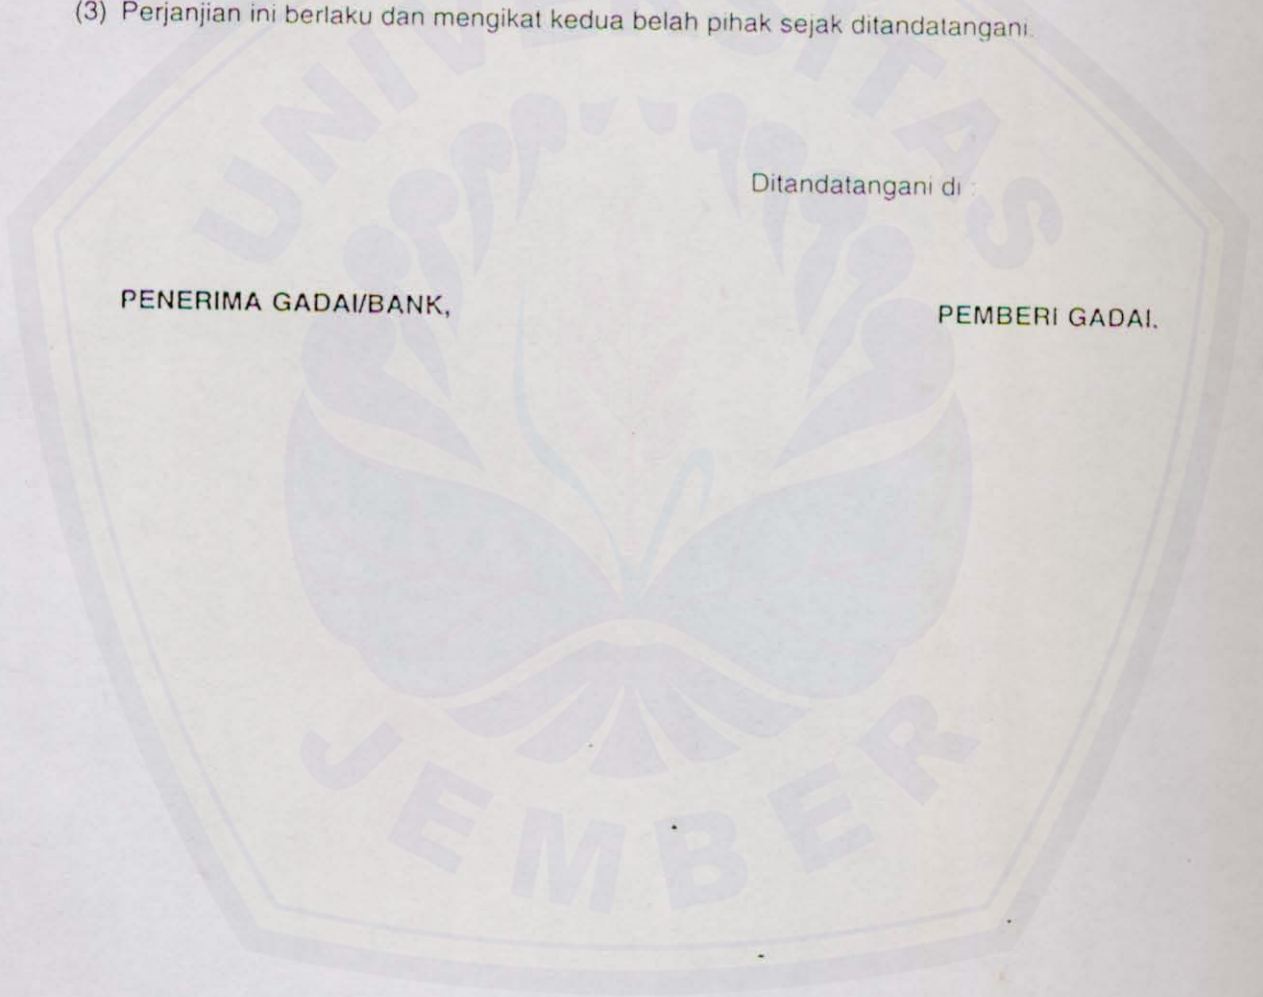 (3) Perjanjian ini berlaku dan mengikat kedua belah pihak sejak ditandatangani.
Ditandatangani di :
PENERIMA GADAI/BANK,
PEMBERI GADAI.
UNIVERSITAS
JEMBER